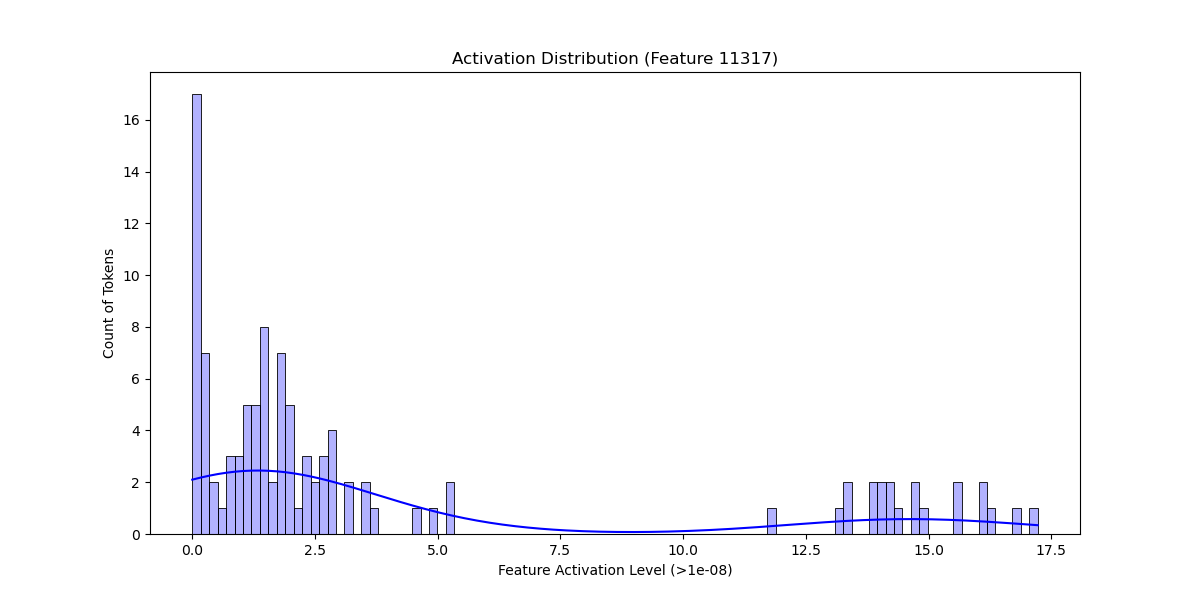 Activation Distribution (Feature 11317)
Count of Tokens
16
14
12
10
8
6
4
2
0
0.0 2.5 5.0 7.5 10.0 12.5 15.0 17.5
Feature Activation Level (>1e-08)